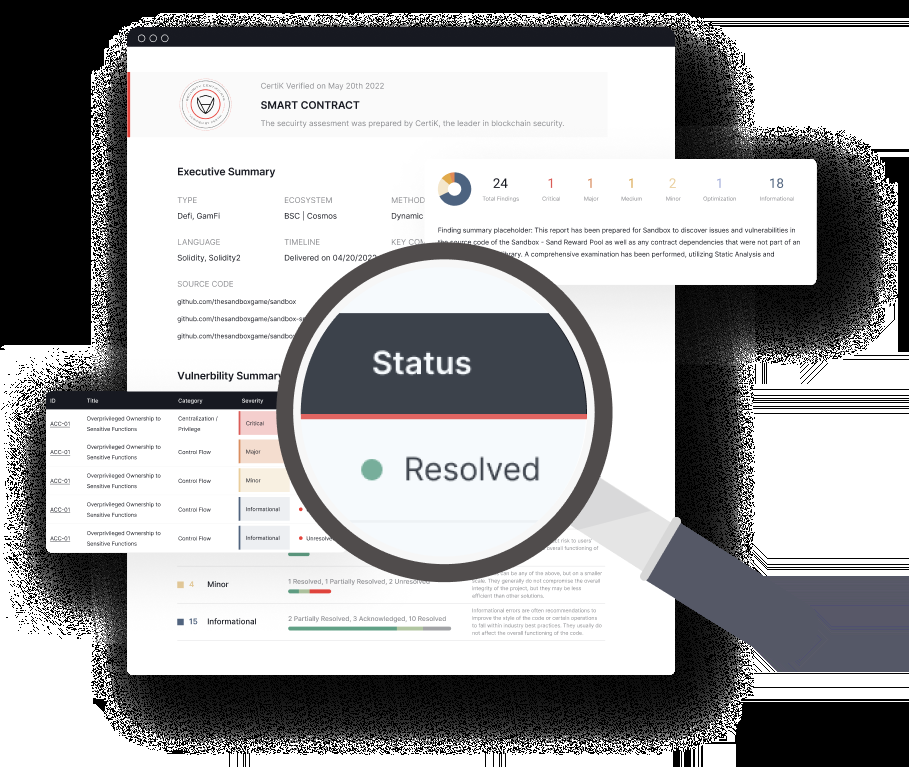 CertiK Verified on May 20th 2022
SMART CONTRACT
The secuirty assesment was prepared by CertiK, the leader in blockchain security.
Executive Summary
TYPE
ECOSYSTEM
METHOD
Defi, GamFi
BSC | Cosmos
Dynamic
LANGUAGE
TIMELINE
KEY COM
Solidity, Solidity2
Delivered on 04/20/2022
SOURCE CODE
github.com/thesandboxgame/sandbox
github.com/thesandboxgame/sandbox-s
github.com/thesandboxgame/sandbox
24
1
1
1
2
1
18
Total Findings
Critical
Major
Medium
Minor
Optimization
Informational
Finding summary placeholder: This report has been prepared for Sandbox to discover issues and vulnerabilities in
the source code of the Sandbox - Sand Reward Pool as well as any contract dependencies that were not part of an
A comprehensive examination has been performed, utilizing Static Analysis and
Vulnerbility Summary
ID Title Category Severity
ACC-01
Overprivileged Ownership to
Sensitive Functions
Centralization /
Privilege
Critical
ACC-01
Overprivileged Ownership to
Sensitive Functions
Control Flow
Major
ACC-01
Overprivileged Ownership to
Sensitive Functions
Control Flow
Minor
ACC-01
Overprivileged Ownership to
Sensitive Functions
Control Flow
Informational
ACC-01
Overprivileged Ownership to
Sensitive Functions
Control Flow
Informational
Unresolve
Status
Resolved
risk to users
overall functioning of
4 Minor
1 Resolved, 1 Partially Resolved, 2 Unresolved
can be any of the above, but on a smaller
scale. They generally do not compromise the overall
integrity of the project, but they may be less
efficient than other solutions.
15 Informational
2 Partially Resolved, 3 Acknowledged, 10 Resolved
Informational errors are often recommendations to
improve the style of the code or certain operations
to fall within industry best practices. They usually do
not affect the overall functioning of the code.